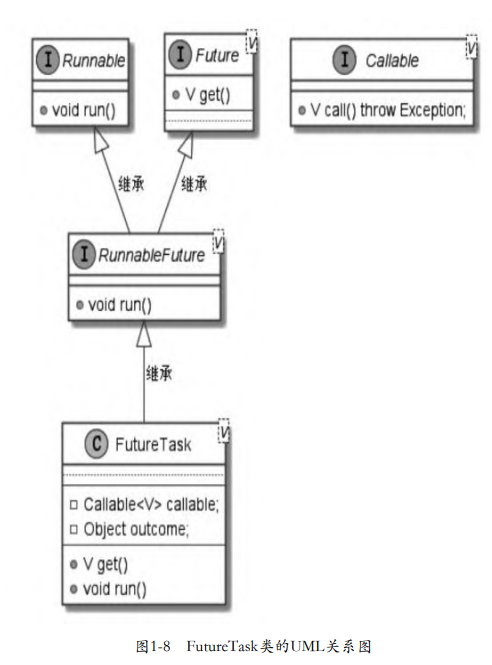 I Runnable
void run()
I Future
V
V get()
I Callable
V
V call() throw Exception;
继承
继承
I RunnableFuture
V
void run()
继承
C FutureTask
V
Callable<V> callable;
Object outcome;
V get()
void run()
图1-8 FutureTask类的UML关系图